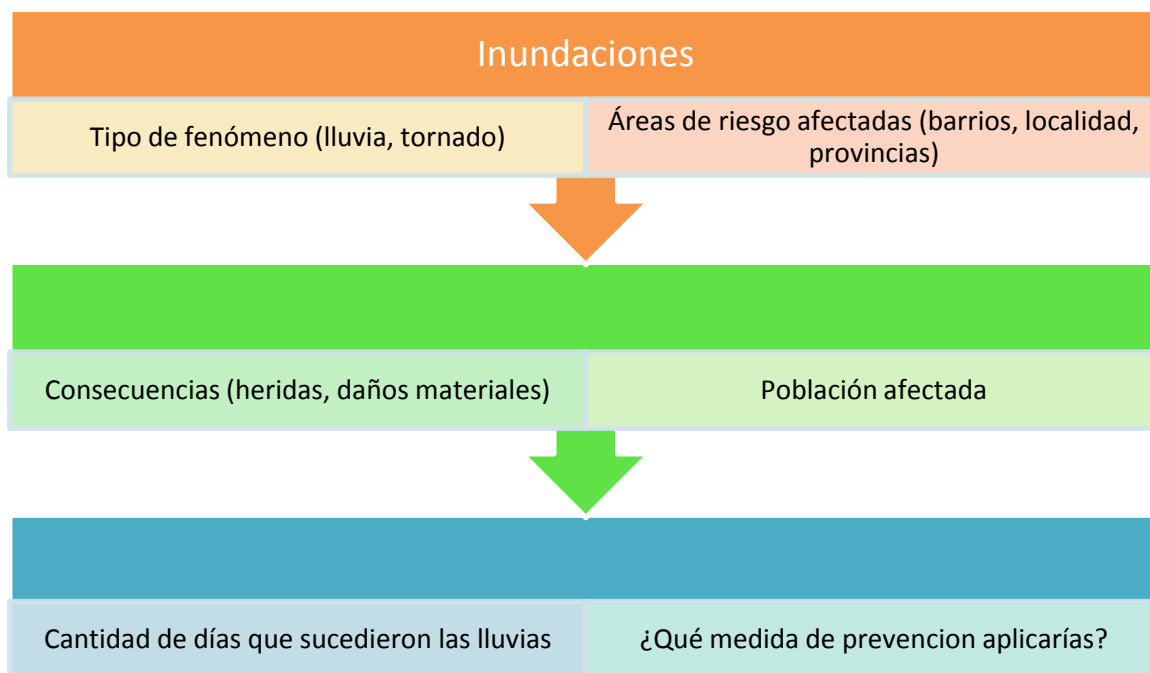 Inundaciones
Tipo de fenómeno (lluvia, tornado)
Áreas de riesgo afectadas (barrios, localidad,
provincias)
Consecuencias (heridas, daños materiales)
Población afectada
Cantidad de días que sucedieron las lluvias
¿Qué medida de prevencion aplicarías?